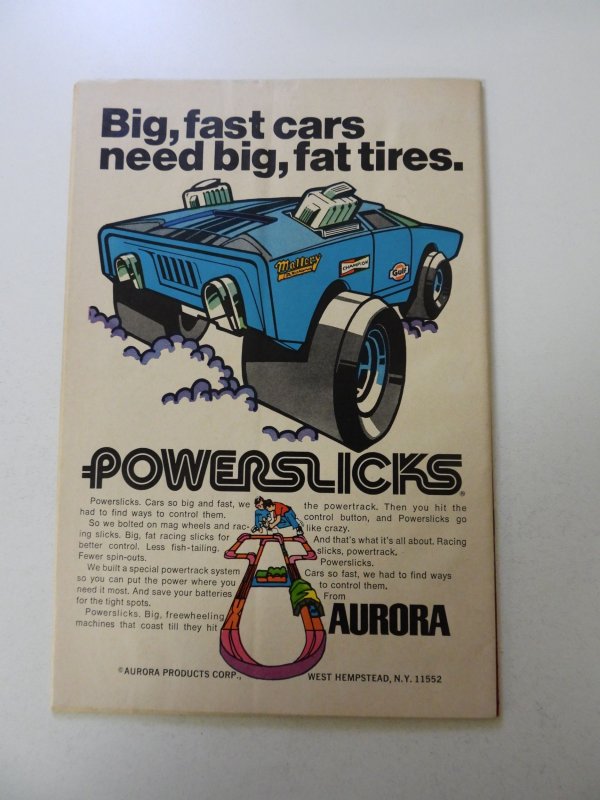 Big, fast cars
need big, fat tires.
Mallory
CHAMPION
Gulf
POWERSLICKS®
Powerslicks. Cars so big and fast, we
had to find ways to control them.
So we bolted on mag wheels and rac-
ing slicks. Big, fat racing slicks for
better control. Less fish-tailing.
Fewer spin-outs.
We built a special powertrack system
so you can put the power where you
need it most. And save your batteries
for the tight spots.
Powerslicks. Big, freewheeling
machines that coast till they hit
the powertrack. Then you hit the
control button, and Powerslicks go
like crazy.
And that's what it's all about. Racing
slicks, powertrack.
Powerslicks.
Cars so fast, we had to find ways
to control them.
From
AURORA
©AURORA PRODUCTS CORP., WEST HEMPSTEAD, N.Y. 11552